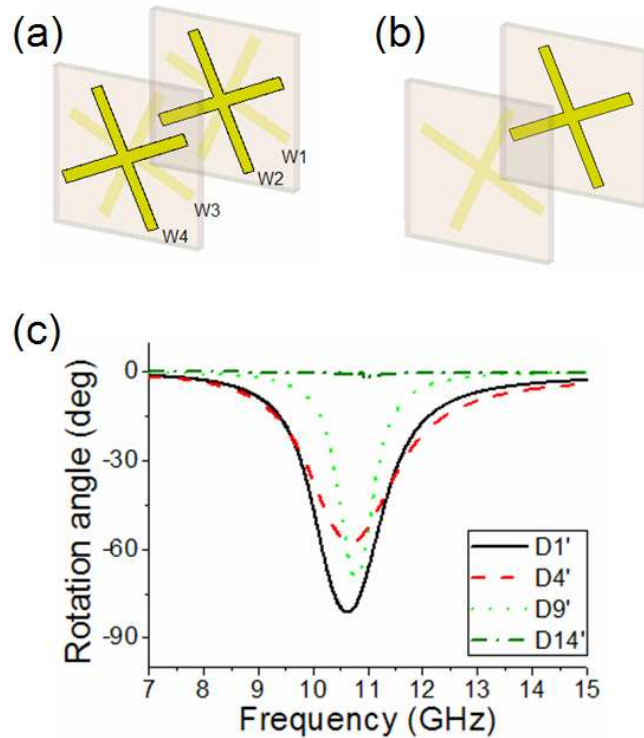 (a)
(b)
W1
W2
W3
W4
(c)
Rotation angle (deg)
0
-30
-60
-90
D1'
D4'
D9'
D14'
7 8 9 10 11 12 13 14 15
Frequency (GHz)